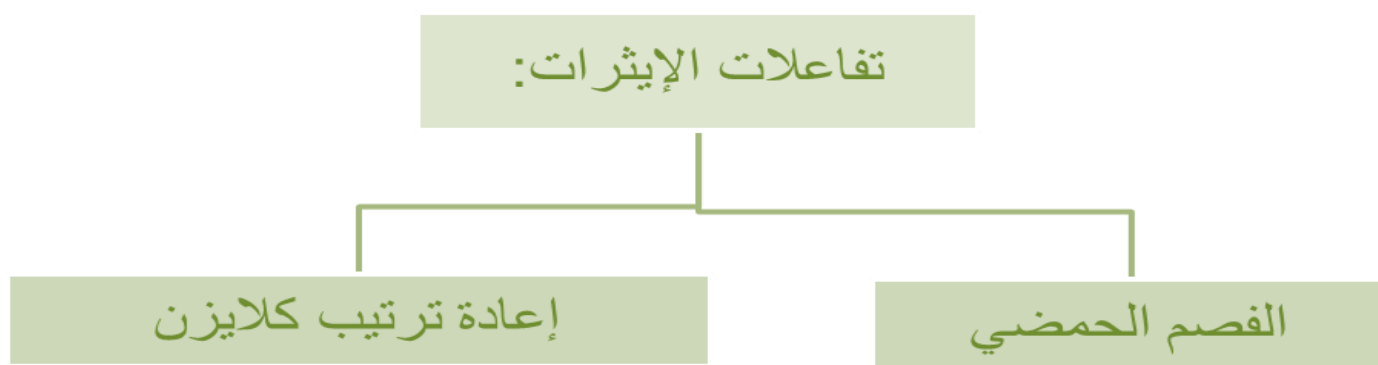 تفاعلات الإيثرات:
الفصم الحمضي
إعادة ترتيب كلايزن